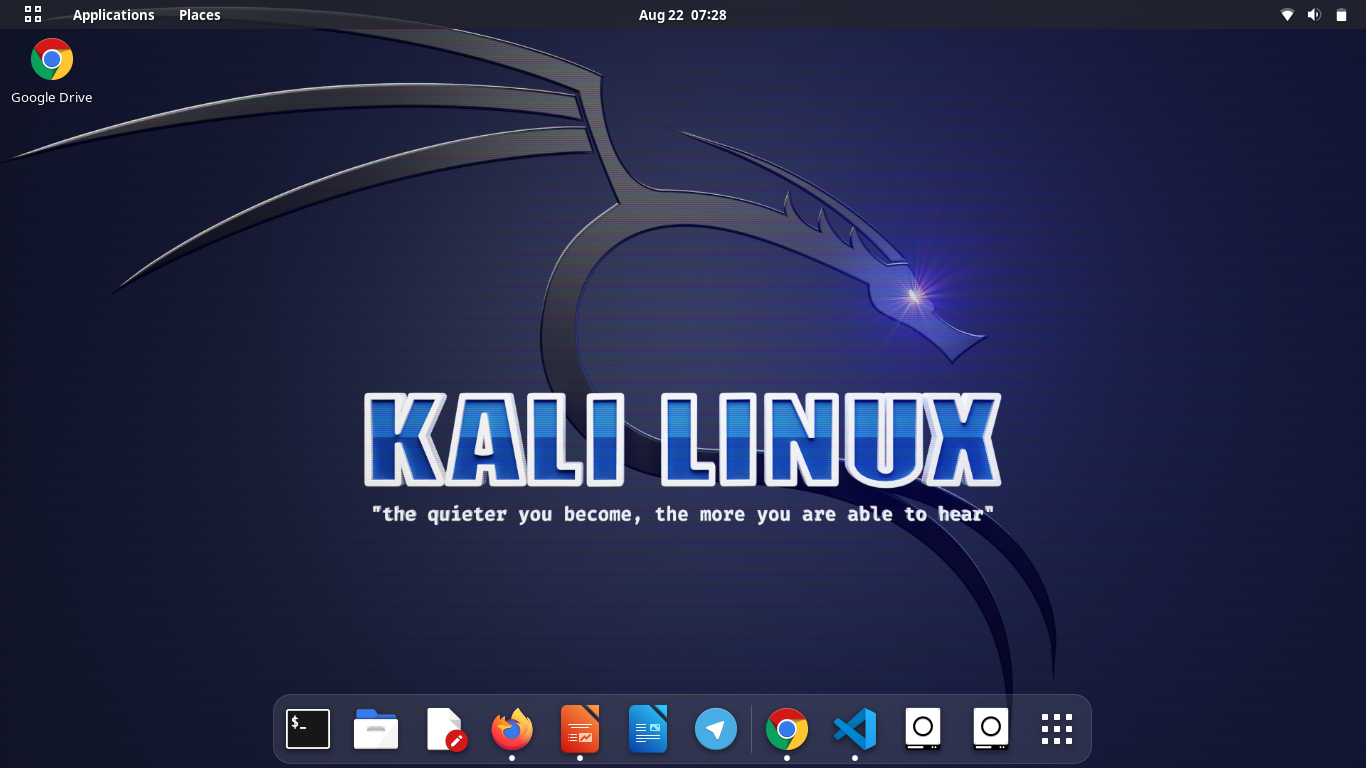 Applications Places Aug 22 07:28
Google Drive
KALI LINUX
"the quieter you become, the more you are able to hear"
$_